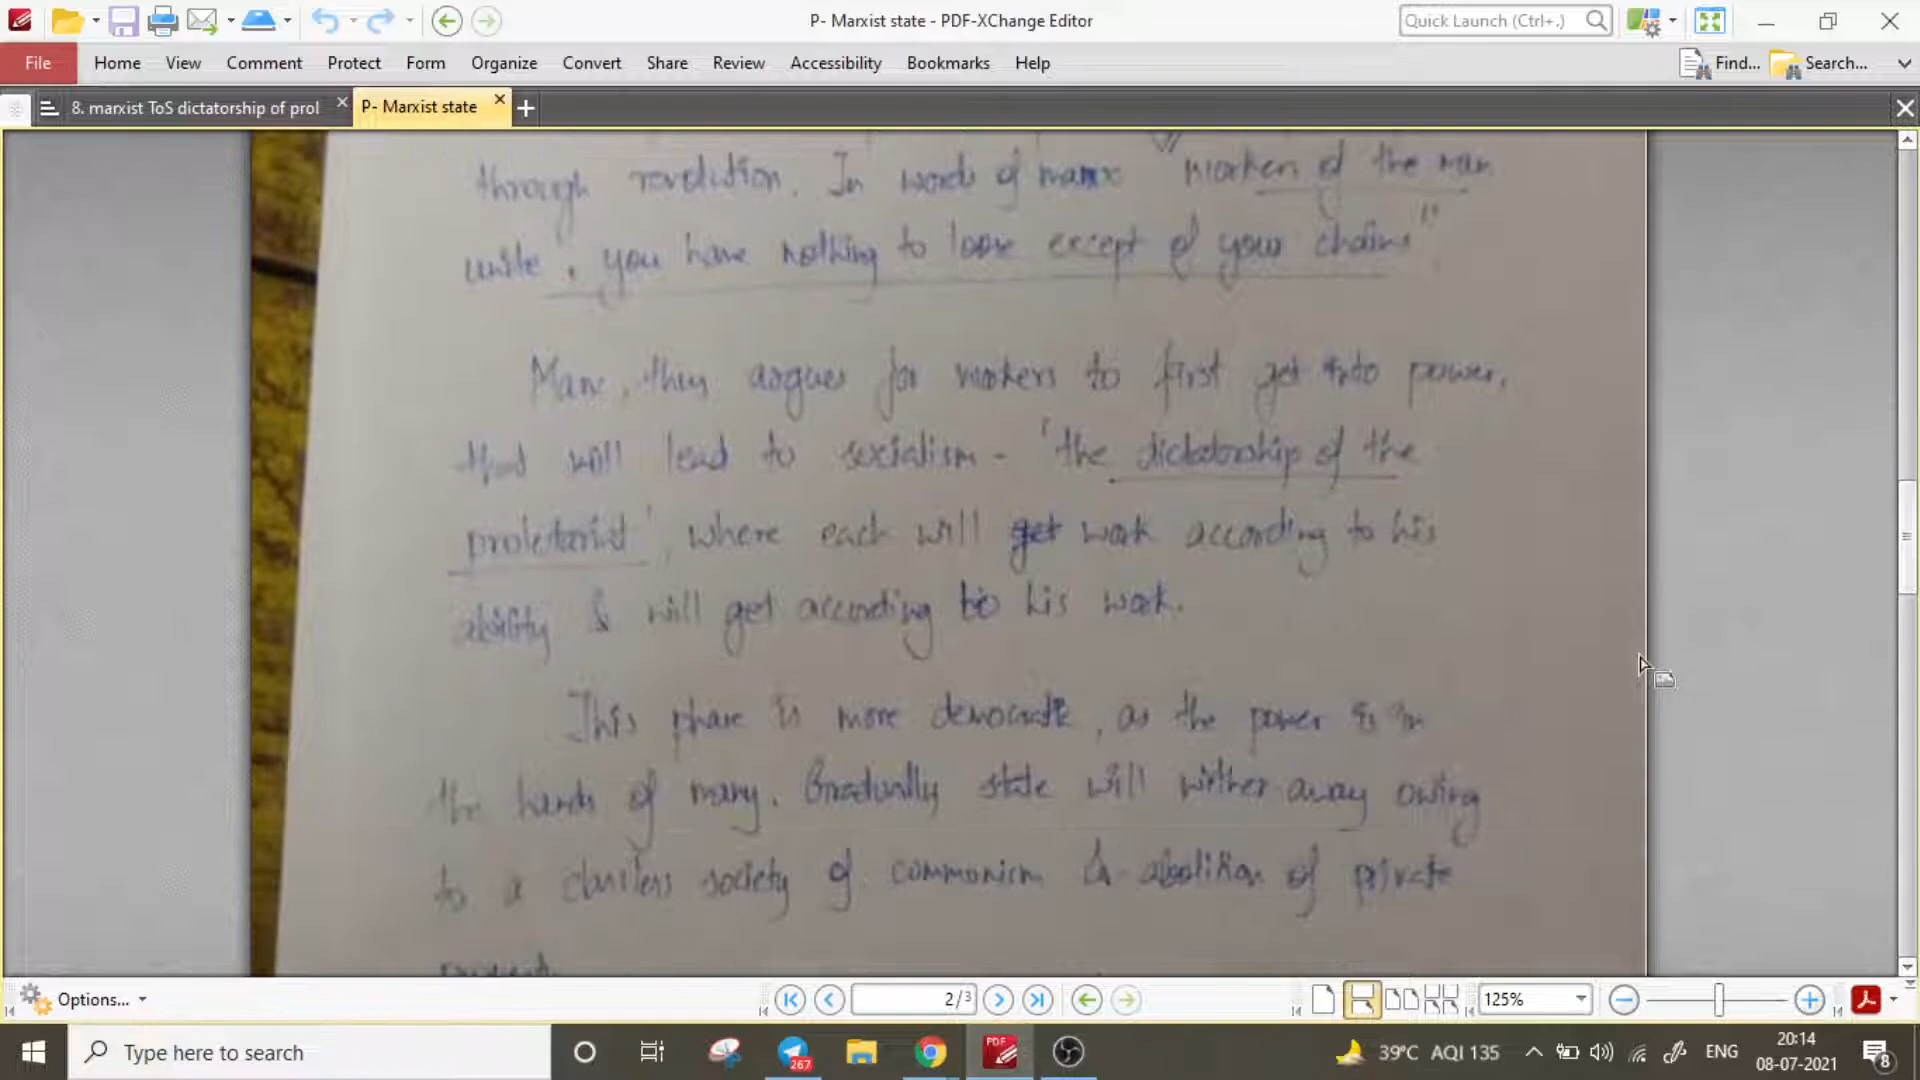 P- Marxist state - PDF-XChange Editor
Quick Launch (Ctrl+.)
File Home View Comment Protect Form Organize Convert Share Review Accessibility Bookmarks Help
Find... Search...
8. marxist ToS dictatorship of prol
P- Marxist state
through revolution. In words of marx "workers of the man
unite, you have nothing to loose except of your chains"
Marx, thus argues for workers to first get into power,
that will lead to socialism - 'the dictatorship of the
proletariat', where each will get work according to his
ability & will get according to his work.
This phase is more democratic, as the power is in
the hands of many. Gradually state will wither away owing
to a classless society of communism & abolition of private
Options...
2/3
125%
Type here to search
267
PDF
39°C AQI 135
ENG
20:14
08-07-2021
8